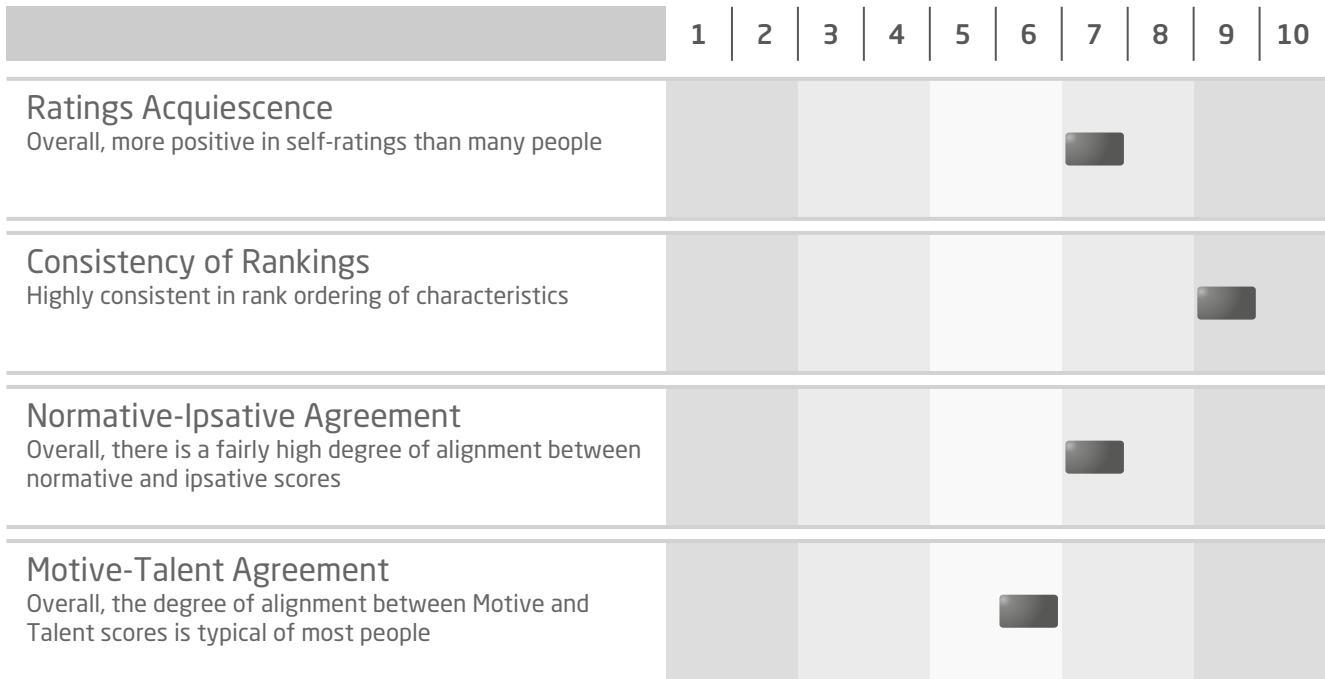 1 2 3 4 5 6 7 8 9 10
Ratings Acquiescence
Overall, more positive in self-ratings than many people
Consistency of Rankings
Highly consistent in rank ordering of characteristics
Normative-Ipsative Agreement
Overall, there is a fairly high degree of alignment between
normative and ipsative scores
Motive-Talent Agreement
Overall, the degree of alignment between Motive and
Talent scores is typical of most people